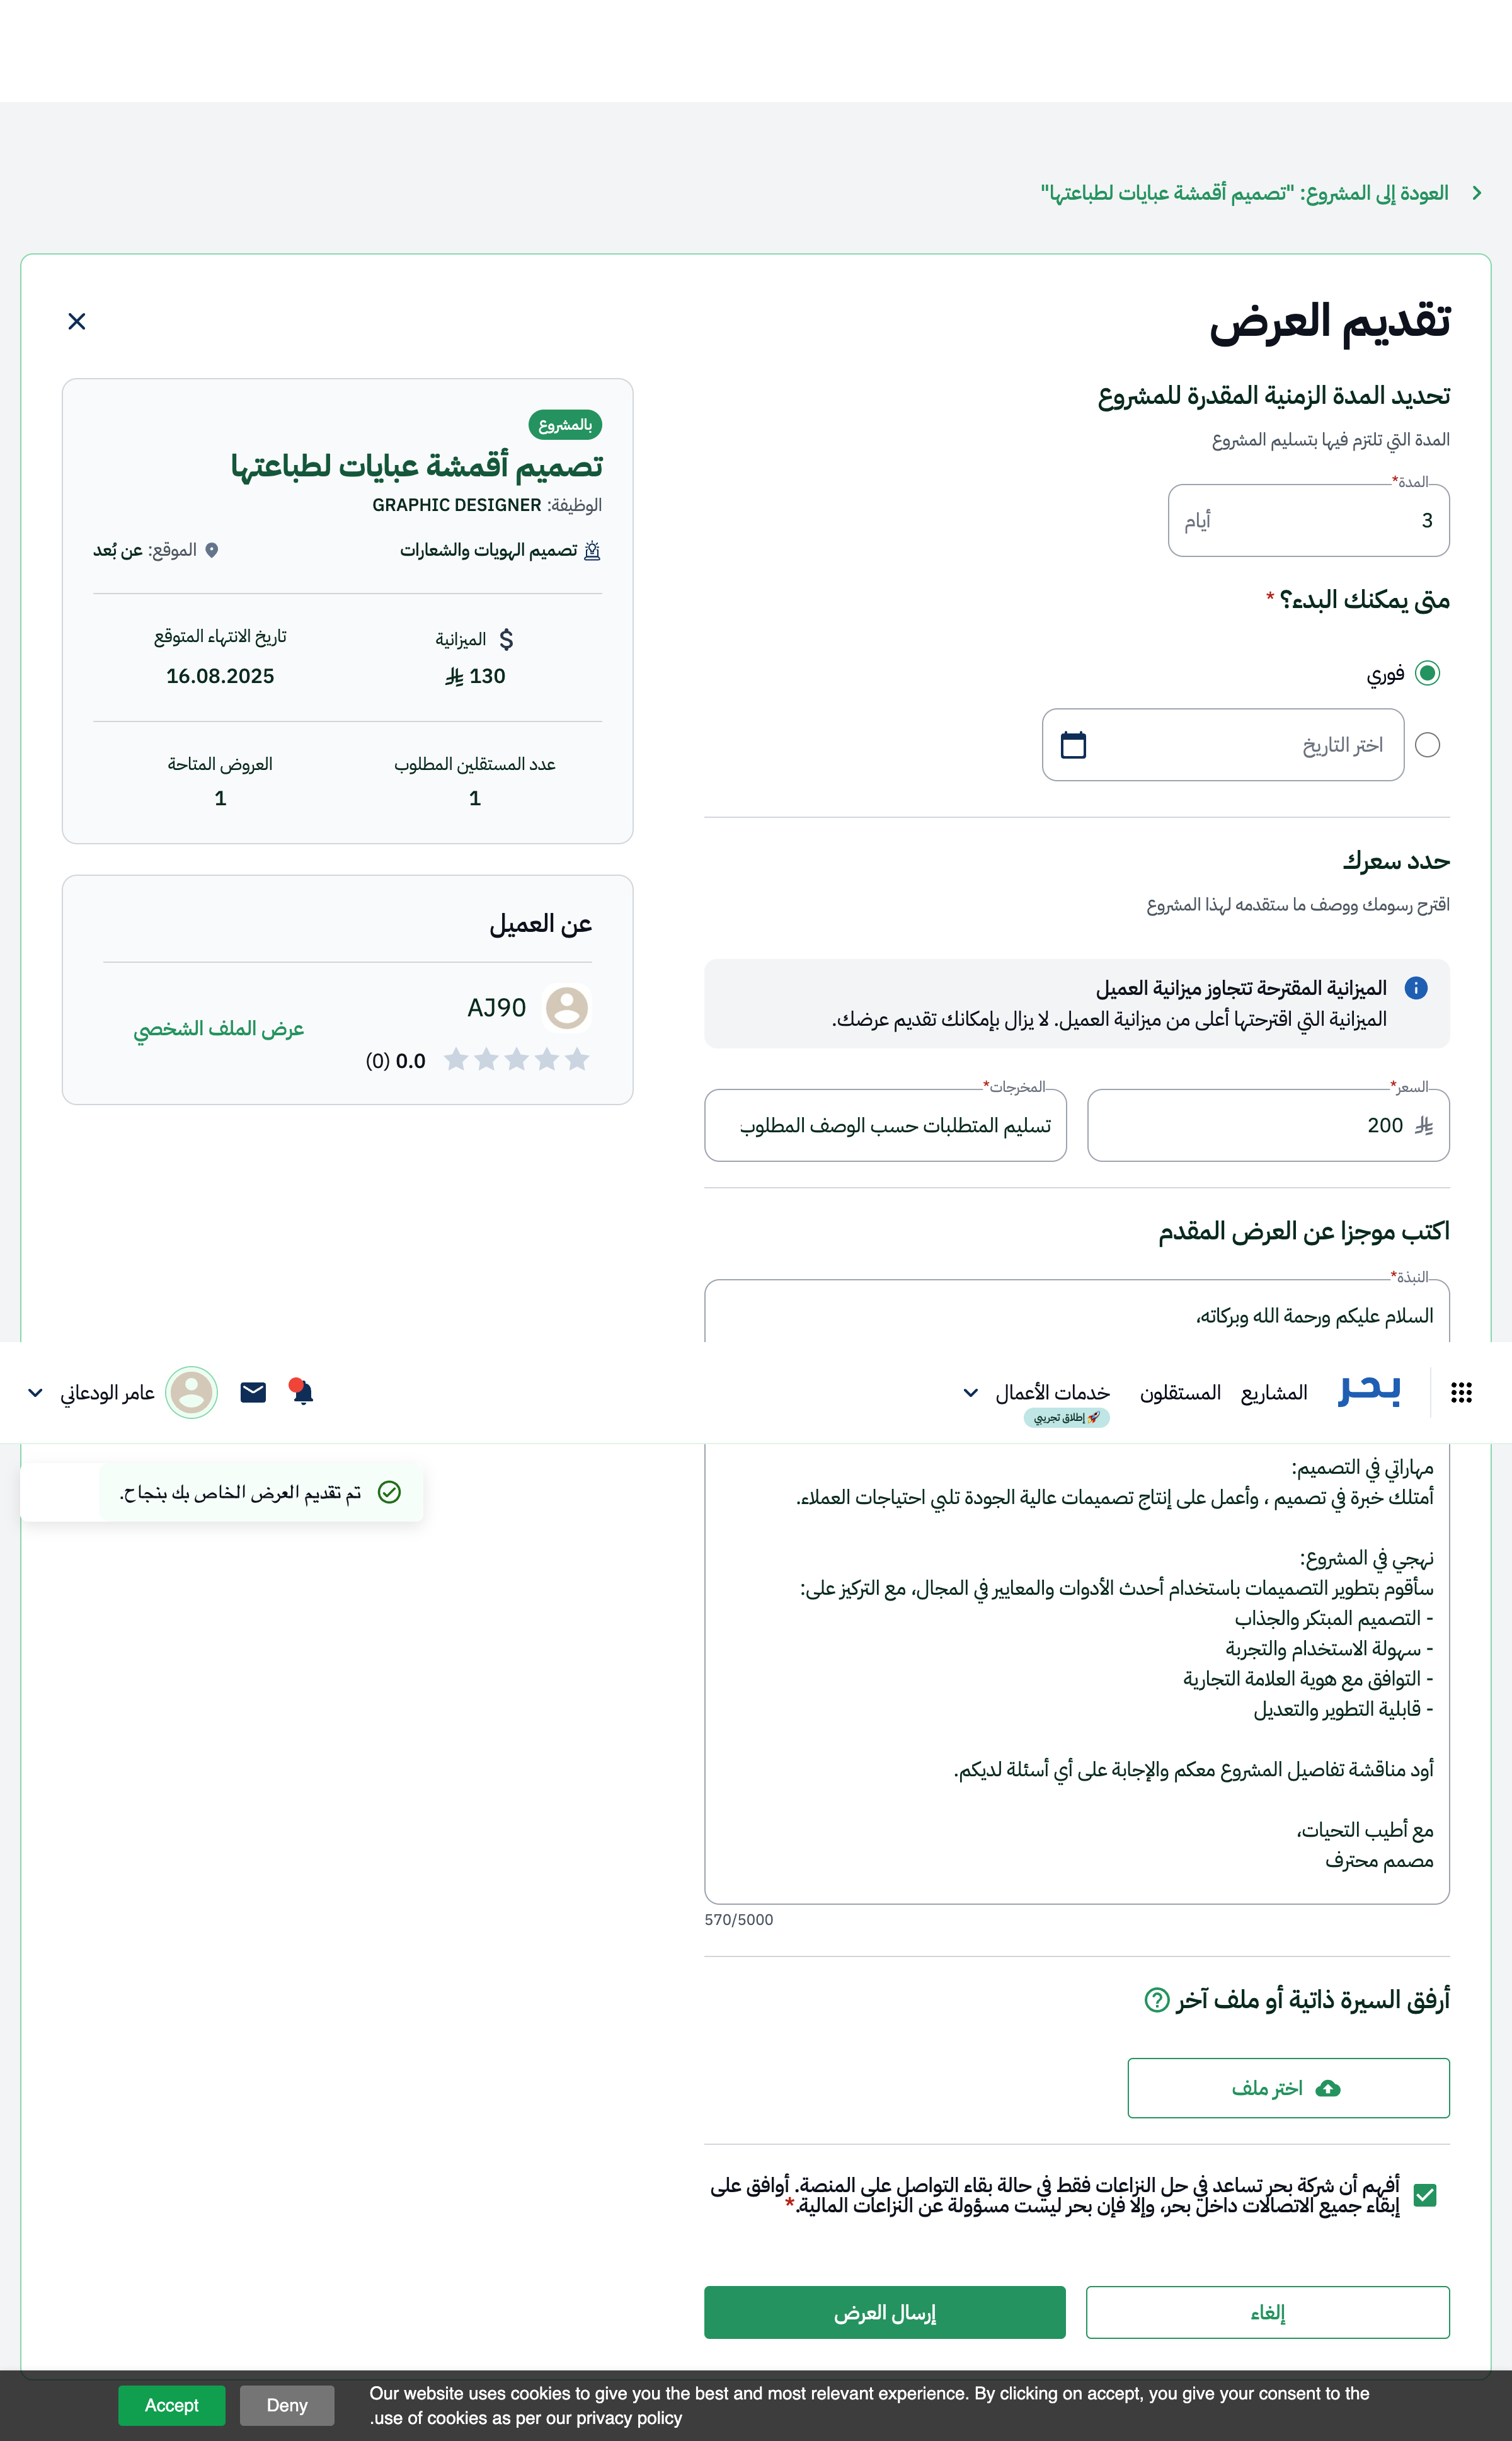 العودة إلى المشروع: "تصميم أقمشة عبايات لطباعتها"
تقديم العرض
تحديد المدة الزمنية المقدرة للمشروع
المدة التي تلتزم فيها بتسليم المشروع
المدة*
3 أيام
متى يمكنك البدء؟ *
فوري
اختر التاريخ
حدد سعرك
اقترح رسومك ووصف ما ستقدمه لهذا المشروع
الميزانية المقترحة تتجاوز ميزانية العميل
الميزانية التي اقترحتها أعلى من ميزانية العميل. لا يزال بإمكانك تقديم عرضك.
السعر*
200
المخرجات*
تسليم المتطلبات حسب الوصف المطلوب
اكتب موجزا عن العرض المقدم
النبذة*
السلام عليكم ورحمة الله وبركاته،
بالمشروع
تصميم أقمشة عبايات لطباعتها
الوظيفة: GRAPHIC DESIGNER
تصميم الهويات والشعارات
الموقع: عن بُعد
الميزانية
130
تاريخ الانتهاء المتوقع
16.08.2025
عدد المستقلين المطلوب
1
العروض المتاحة
1
عن العميل
AJ90
0.0 (0)
عرض الملف الشخصي
بحر
المشاريع
المستقلون
خدمات الأعمال
إطلاق تجريبي
عامر الودعاني
تم تقديم العرض الخاص بك بنجاح.
مهاراتي في التصميم:
أمتلك خبرة في تصميم ، وأعمل على إنتاج تصميمات عالية الجودة تلبي احتياجات العملاء.
نهجي في المشروع:
سأقوم بتطوير التصميمات باستخدام أحدث الأدوات والمعايير في المجال، مع التركيز على:
- التصميم المبتكر والجذاب
- سهولة الاستخدام والتجربة
- التوافق مع هوية العلامة التجارية
- قابلية التطوير والتعديل
أود مناقشة تفاصيل المشروع معكم والإجابة على أي أسئلة لديكم.
مع أطيب التحيات،
مصمم محترف
570/5000
أرفق السيرة ذاتية أو ملف آخر
اختر ملف
أفهم أن شركة بحر تساعد في حل النزاعات فقط في حالة بقاء التواصل على المنصة. أوافق على
إبقاء جميع الاتصالات داخل بحر، وإلا فإن بحر ليست مسؤولة عن النزاعات المالية.*
إلغاء
إرسال العرض
Our website uses cookies to give you the best and most relevant experience. By clicking on accept, you give your consent to the
.use of cookies as per our privacy policy
Deny
Accept